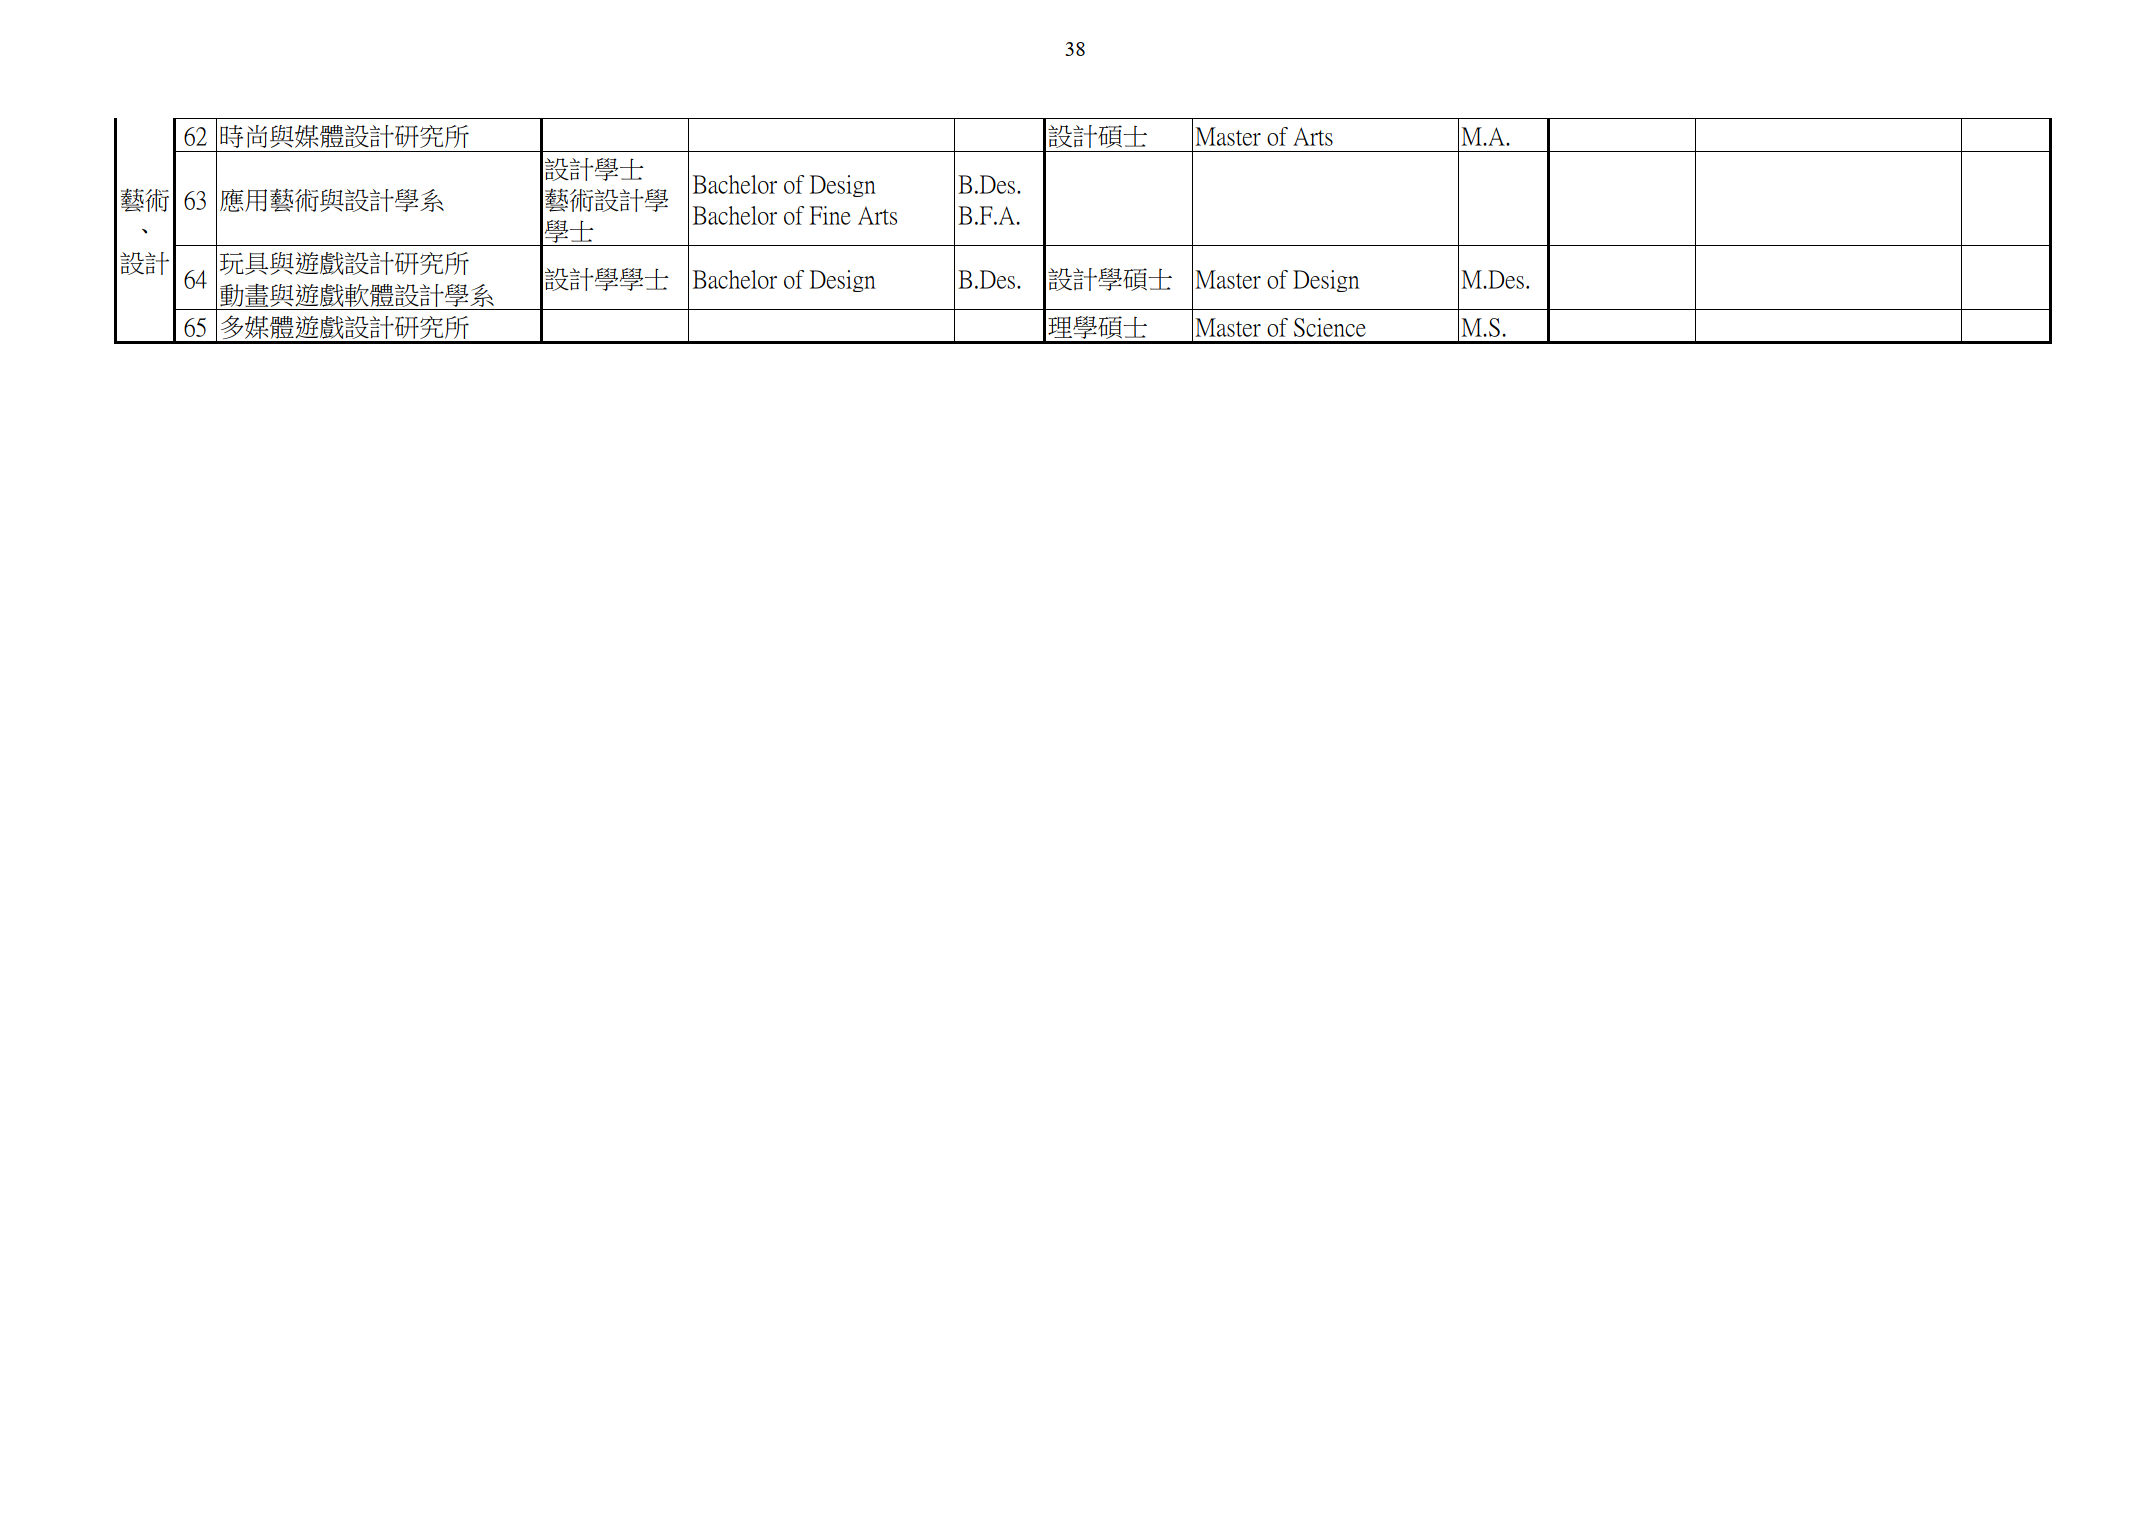 38
藝術
、
設計
62 時尚與媒體設計研究所 設計碩士 Master of Arts M.A.
63 應用藝術與設計學系
設計學士
藝術設計學
學士
Bachelor of Design
Bachelor of Fine Arts
B.Des.
B.F.A.
64
玩具與遊戲設計研究所
動畫與遊戲軟體設計學系
設計學學士 Bachelor of Design B.Des. 設計學碩士 Master of Design M.Des.
65 多媒體遊戲設計研究所 理學碩士 Master of Science M.S.